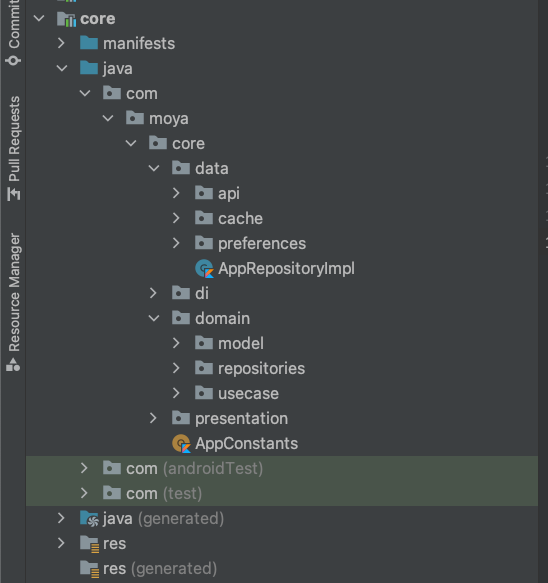 Commit
Pull Requests
Resource Manager
core
manifests
java
com
moya
core
data
api
cache
preferences
AppRepositoryImpl
di
domain
model
repositories
usecase
presentation
AppConstants
com (androidTest)
com (test)
java (generated)
res
res (generated)